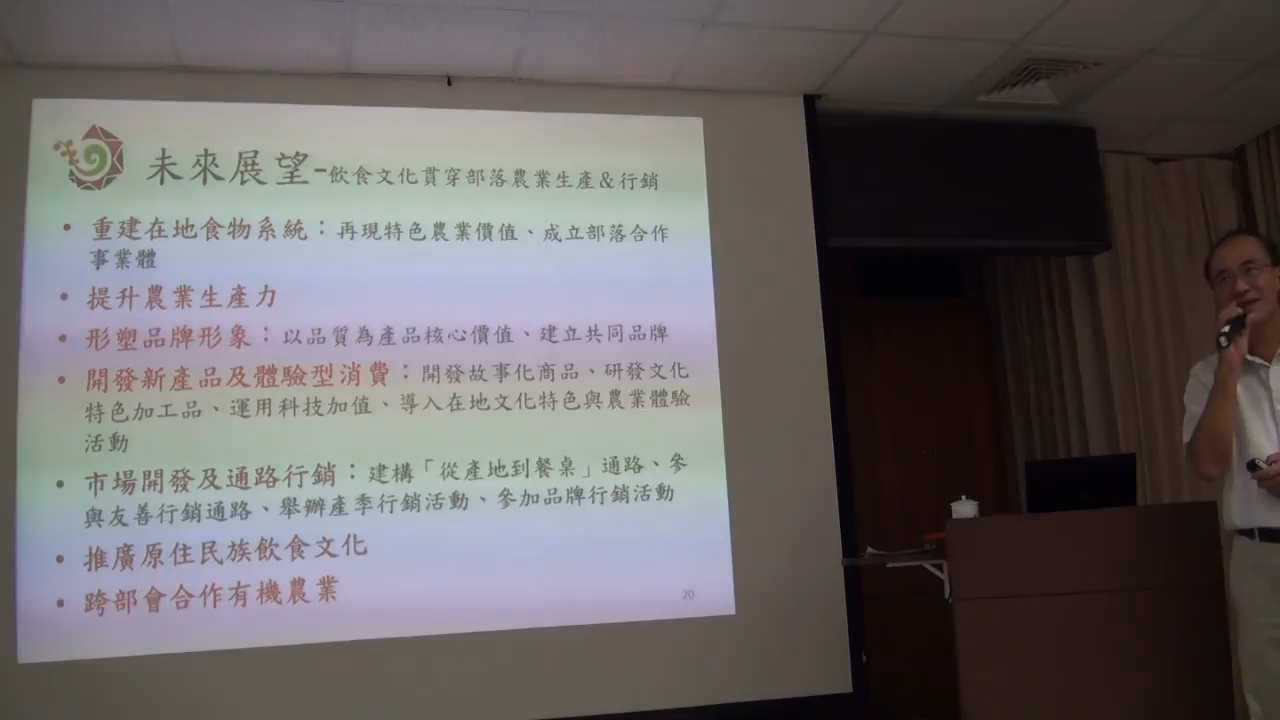 未來展望-飲食文化貫穿部落農業生產&行銷
• 重建在地食物系統：再現特色農業價值、成立部落合作
事業體
• 提升農業生產力
• 形塑品牌形象：以品質為產品核心價值、建立共同品牌
• 開發新產品及體驗型消費：開發故事化商品、研發文化
特色加工品、運用科技加值、導入在地文化特色與農業體驗
活動
• 市場開發及通路行銷：建構「從產地到餐桌」通路、參
與友善行銷通路、舉辦產季行銷活動、參加品牌行銷活動
• 推廣原住民族飲食文化
• 跨部會合作有機農業
20